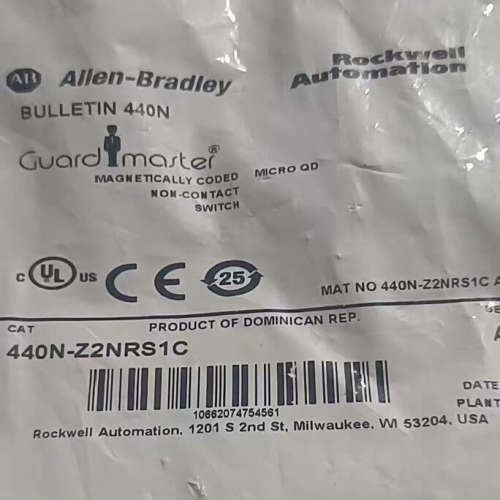 AB Allen-Bradley
Rockwell
Automation
BULLETIN 440N
Guardmaster®
MAGNETICALLY CODED
NON-CONTACT
SWITCH
MICRO QD
C UL US CE 25
MAT NO 440N-Z2NRS1C A
CAT
PRODUCT OF DOMINICAN REP.
440N-Z2NRS1C
10662074754561
DATE
PLANT
Rockwell Automation, 1201 S 2nd St, Milwaukee, WI 53204, USA